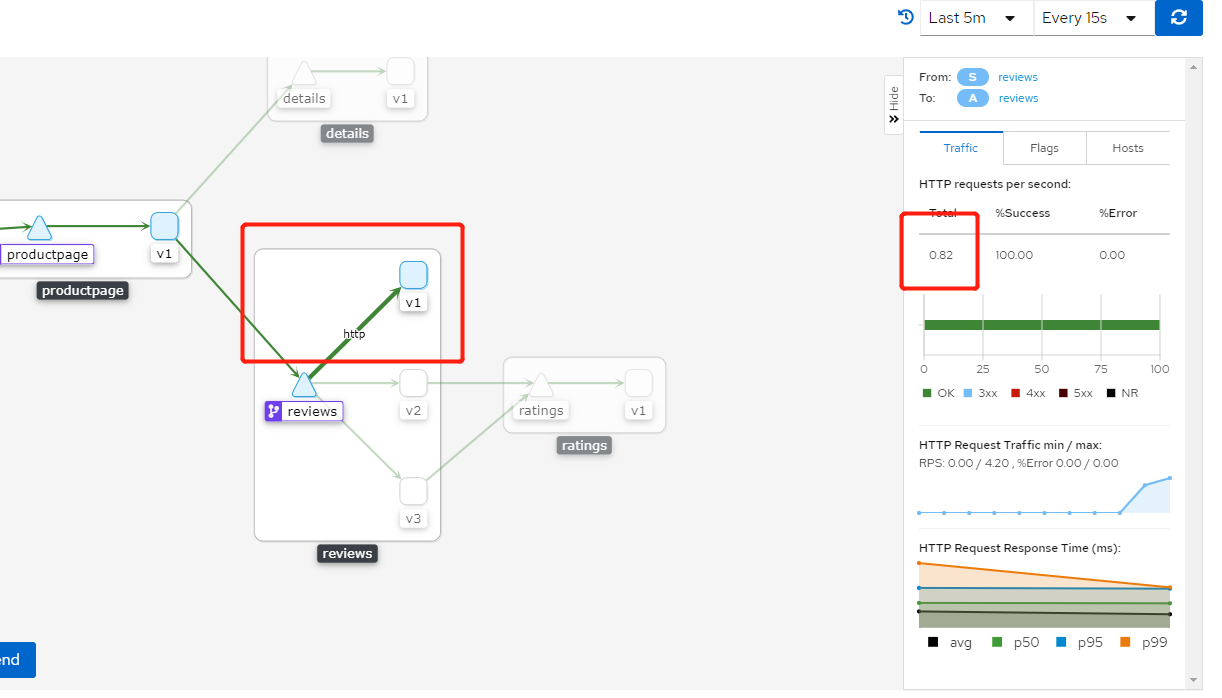 Last 5m
Every 15s
Hide
From: S reviews
To: A reviews
Traffic Flags Hosts
HTTP requests per second:
Total %Success %Error
0.82 100.00 0.00
0 25 50 75 100
OK 3xx 4xx 5xx NR
HTTP Request Traffic min / max:
RPS: 0.00 / 4.20 , %Error 0.00 / 0.00
HTTP Request Response Time (ms):
avg p50 p95 p99
details v1
details
productpage v1
productpage
v1
http
reviews v2
v3
reviews
ratings v1
ratings